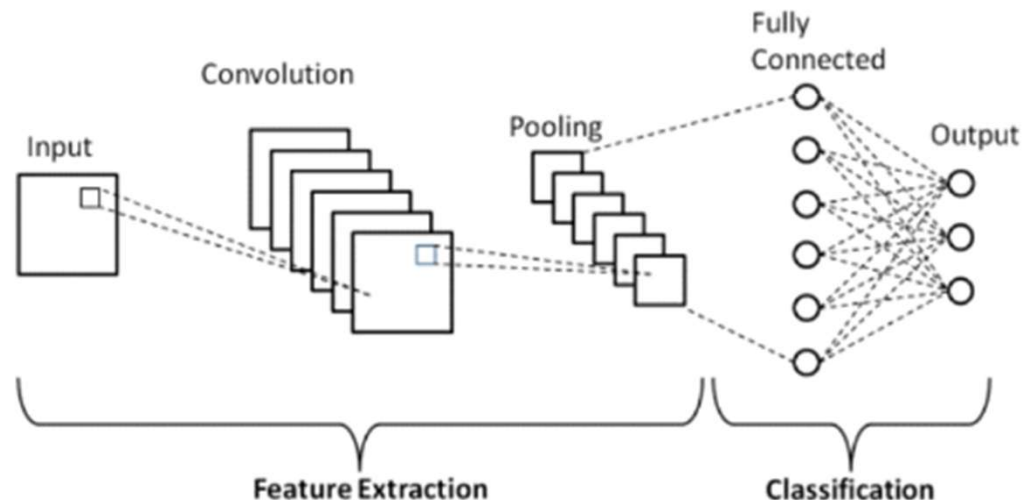 Input
Convolution
Pooling
Fully
Connected
Output
Feature Extraction
Classification